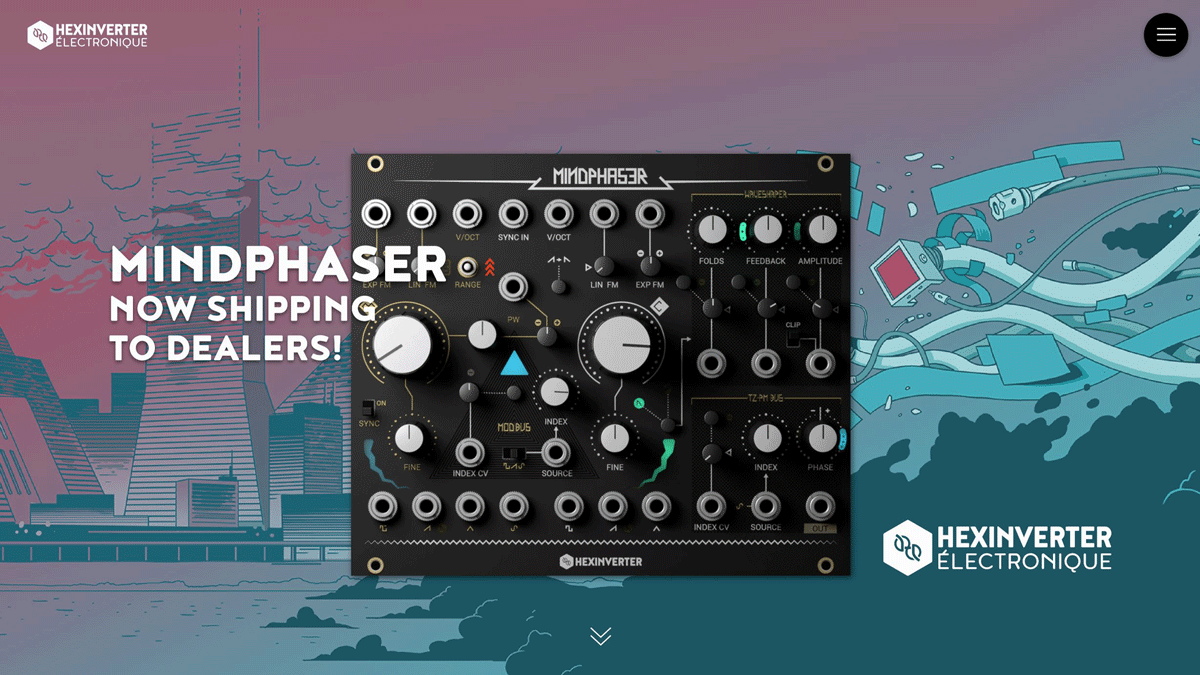 HEXINVERTER
ÉLECTRONIQUE
MINDPHASER
NOW SHIPPING
TO DEALERS!
MINDPHAS3R
WAVESHAPER
V/OCT
SYNC IN
V/OCT
FOLDS
FEEDBACK
AMPLITUDE
EXP FM
LIN FM
RANGE
LIN FM
EXP FM
PW
CLIP
ON
SYNC
FINE
MODBUS
INDEX
INDEX CV
SOURCE
FINE
TZ-PM BUS
INDEX
PHASE
INDEX CV
SOURCE
OUT
HEXINVERTER
HEXINVERTER
ÉLECTRONIQUE